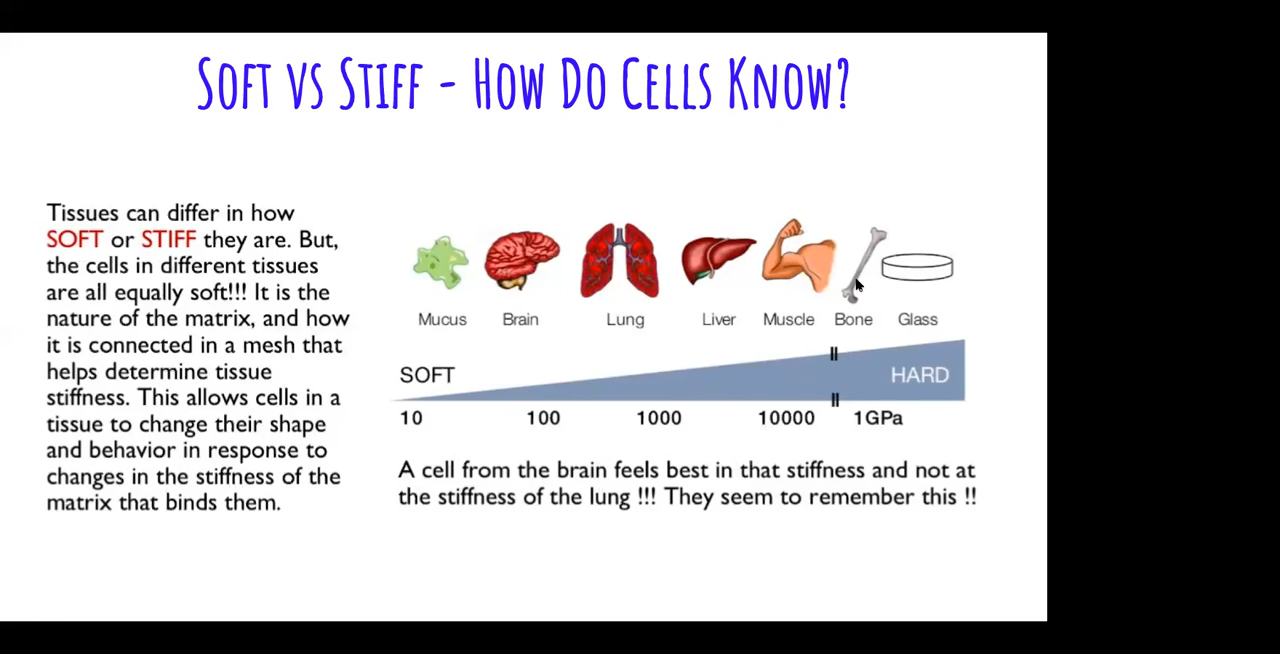 SOFT VS STIFF - HOW DO CELLS KNOW?
Tissues can differ in how
SOFT or STIFF they are. But,
the cells in different tissues
are all equally soft!!! It is the
nature of the matrix, and how
it is connected in a mesh that
helps determine tissue
stiffness. This allows cells in a
tissue to change their shape
and behavior in response to
changes in the stiffness of the
matrix that binds them.
Mucus Brain Lung Liver Muscle Bone Glass
SOFT HARD
10 100 1000 10000 1GPa
A cell from the brain feels best in that stiffness and not at
the stiffness of the lung !!! They seem to remember this !!